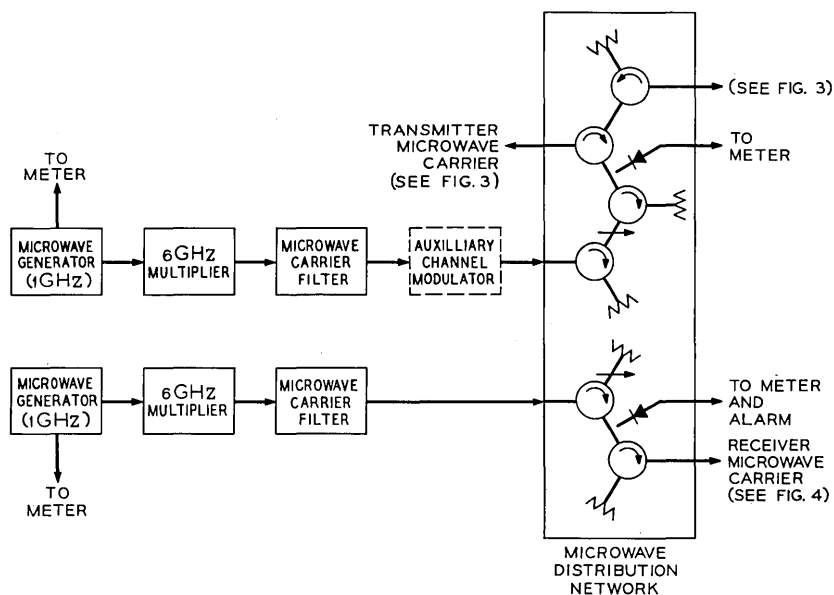 (SEE FIG. 3)
TRANSMITTER
MICROWAVE
CARRIER
(SEE FIG. 3)
TO
METER
TO
METER
MICROWAVE
GENERATOR
(1GHz)
6GHz
MULTIPLIER
MICROWAVE
CARRIER
FILTER
AUXILLIARY
CHANNEL
MODULATOR
MICROWAVE
GENERATOR
(1GHz)
6GHz
MULTIPLIER
MICROWAVE
CARRIER
FILTER
TO METER
AND
ALARM
RECEIVER
MICROWAVE
CARRIER
(SEE FIG. 4)
TO
METER
MICROWAVE
DISTRIBUTION
NETWORK